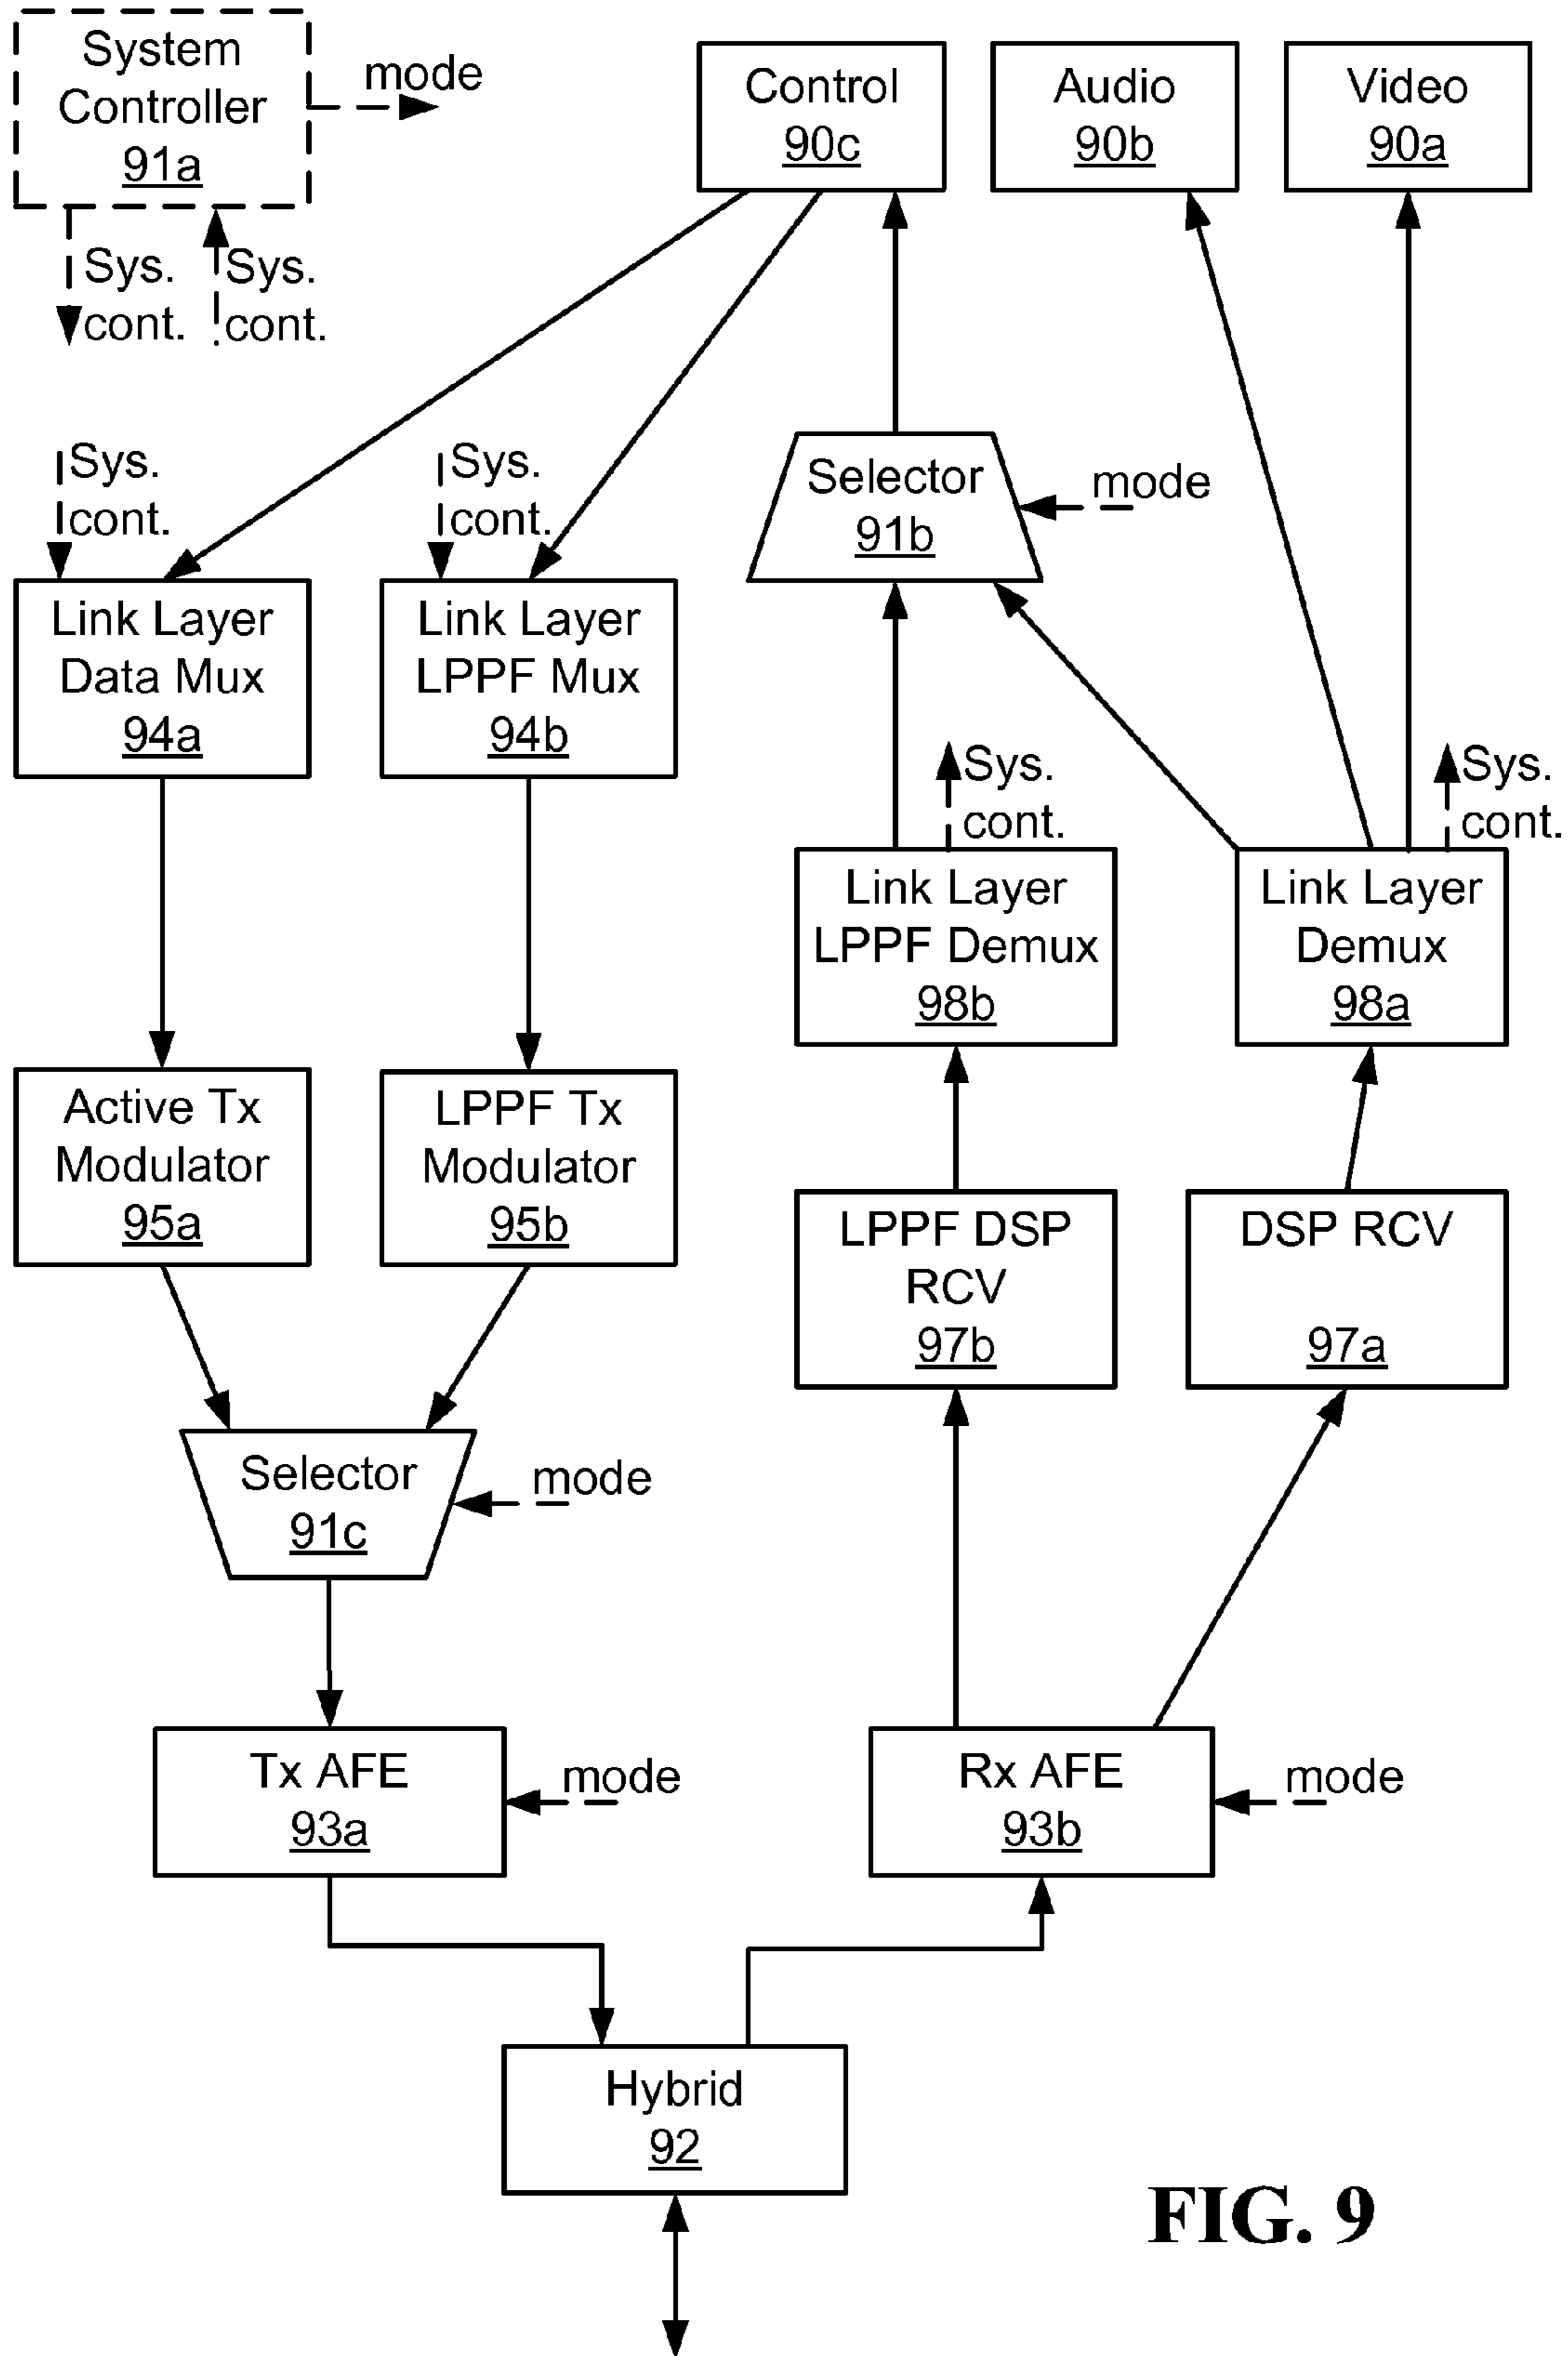 System
Controller
91a
mode
Control
90c
Audio
90b
Video
90a
Sys.
cont.
Sys.
cont.
Sys.
cont.
Sys.
cont.
Selector
91b
mode
Link Layer
Data Mux
94a
Link Layer
LPPF Mux
94b
Sys.
cont.
Sys.
cont.
Link Layer
LPPF Demux
98b
Link Layer
Demux
98a
Active Tx
Modulator
95a
LPPF Tx
Modulator
95b
LPPF DSP
RCV
97b
DSP RCV
97a
Selector
91c
mode
Tx AFE
93a
mode
Rx AFE
93b
mode
Hybrid
92
FIG. 9